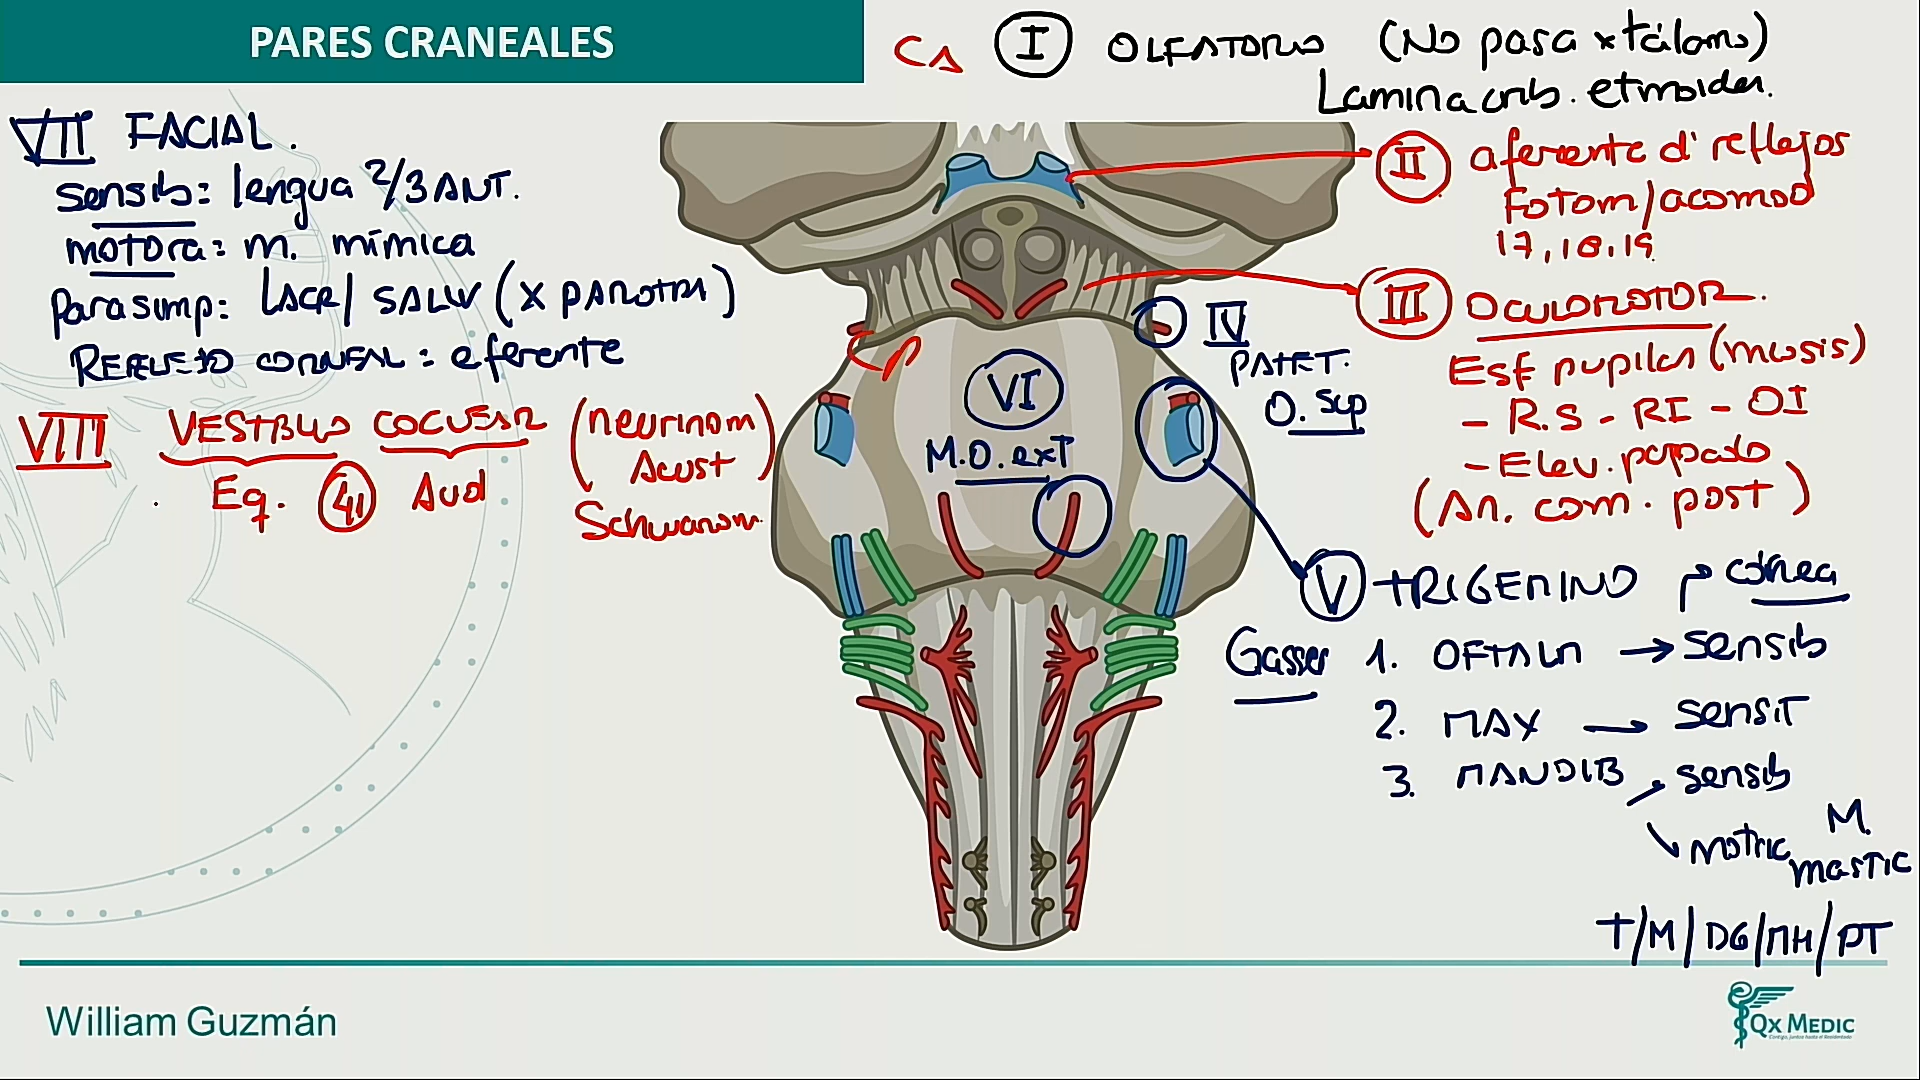 PARES CRANEALES
CA I OLFATORIO (No pasa x tálamo)
Lamina crib. etmoides.
II aferente d' reflejos
Fotom/acomod
17, 18, 19
III OCULOMOTOR.
Esf pupilar (miosis)
- R.S - RI - OI
- Elev. parpado
(An. com. post)
IV
PATET.
O. Sup
VI
M.O. ext
V TRIGEMINO córnea
Gasser 1. OFTALM → sensib
2. MAX → sensit
3. MANDIB sensib
motric M.
mastic
T/M/DG/MH/PT
VII FACIAL.
sensib: lengua 2/3 ANT.
motora: m. mímica
Parasimp: LACR/ SALIV (X PAROTIDA)
REFLEJO CORNEAL: eferente
VIII VESTIBULO COCLEAR (neurinom
Acust)
Eq. 41 Aud
Schwanom.
William Guzmán
Qx MEDIC